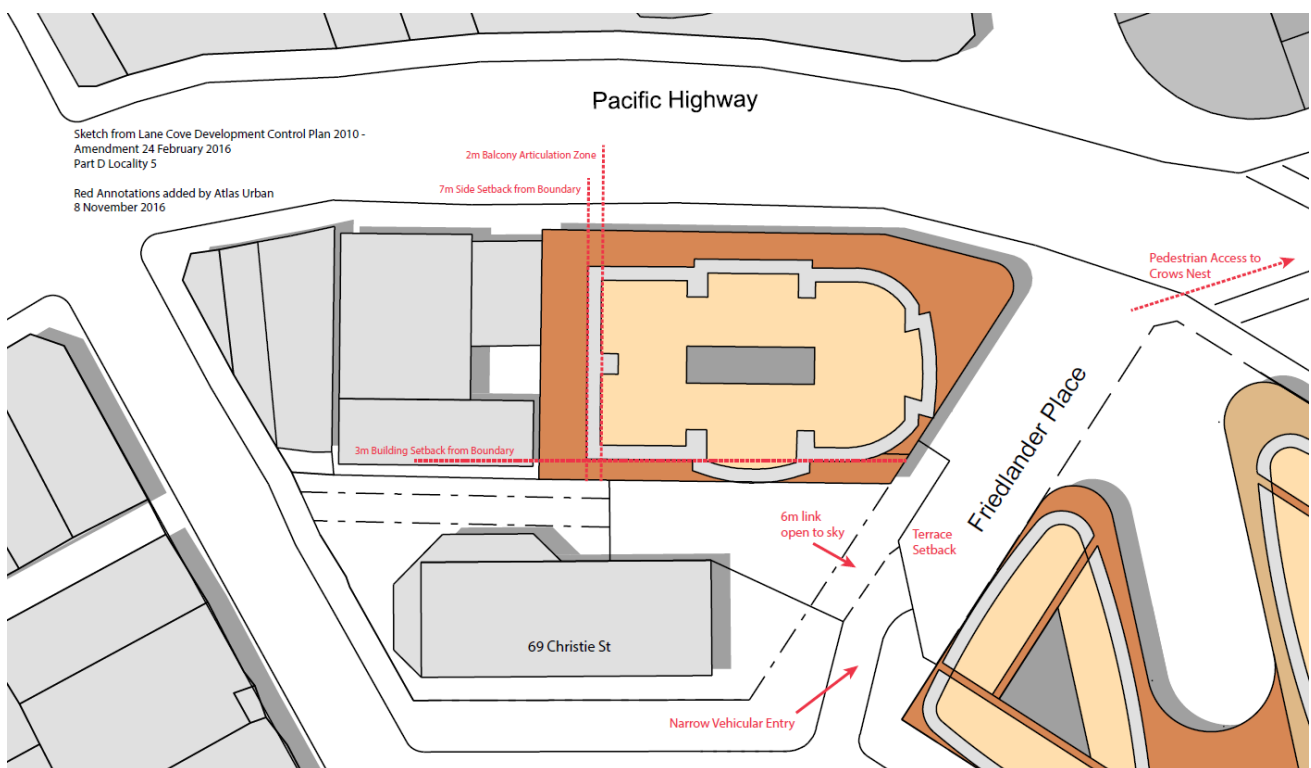 Pacific Highway
Sketch from Lane Cove Development Control Plan 2010 -
Amendment 24 February 2016
Part D Locality 5
Red Annotations added by Atlas Urban
8 November 2016
2m Balcony Articulation Zone
7m Side Setback from Boundary
Pedestrian Access to
Crows Nest
3m Building Setback from Boundary
Friedlander Place
6m link
open to sky
Terrace
Setback
69 Christie St
Narrow Vehicular Entry